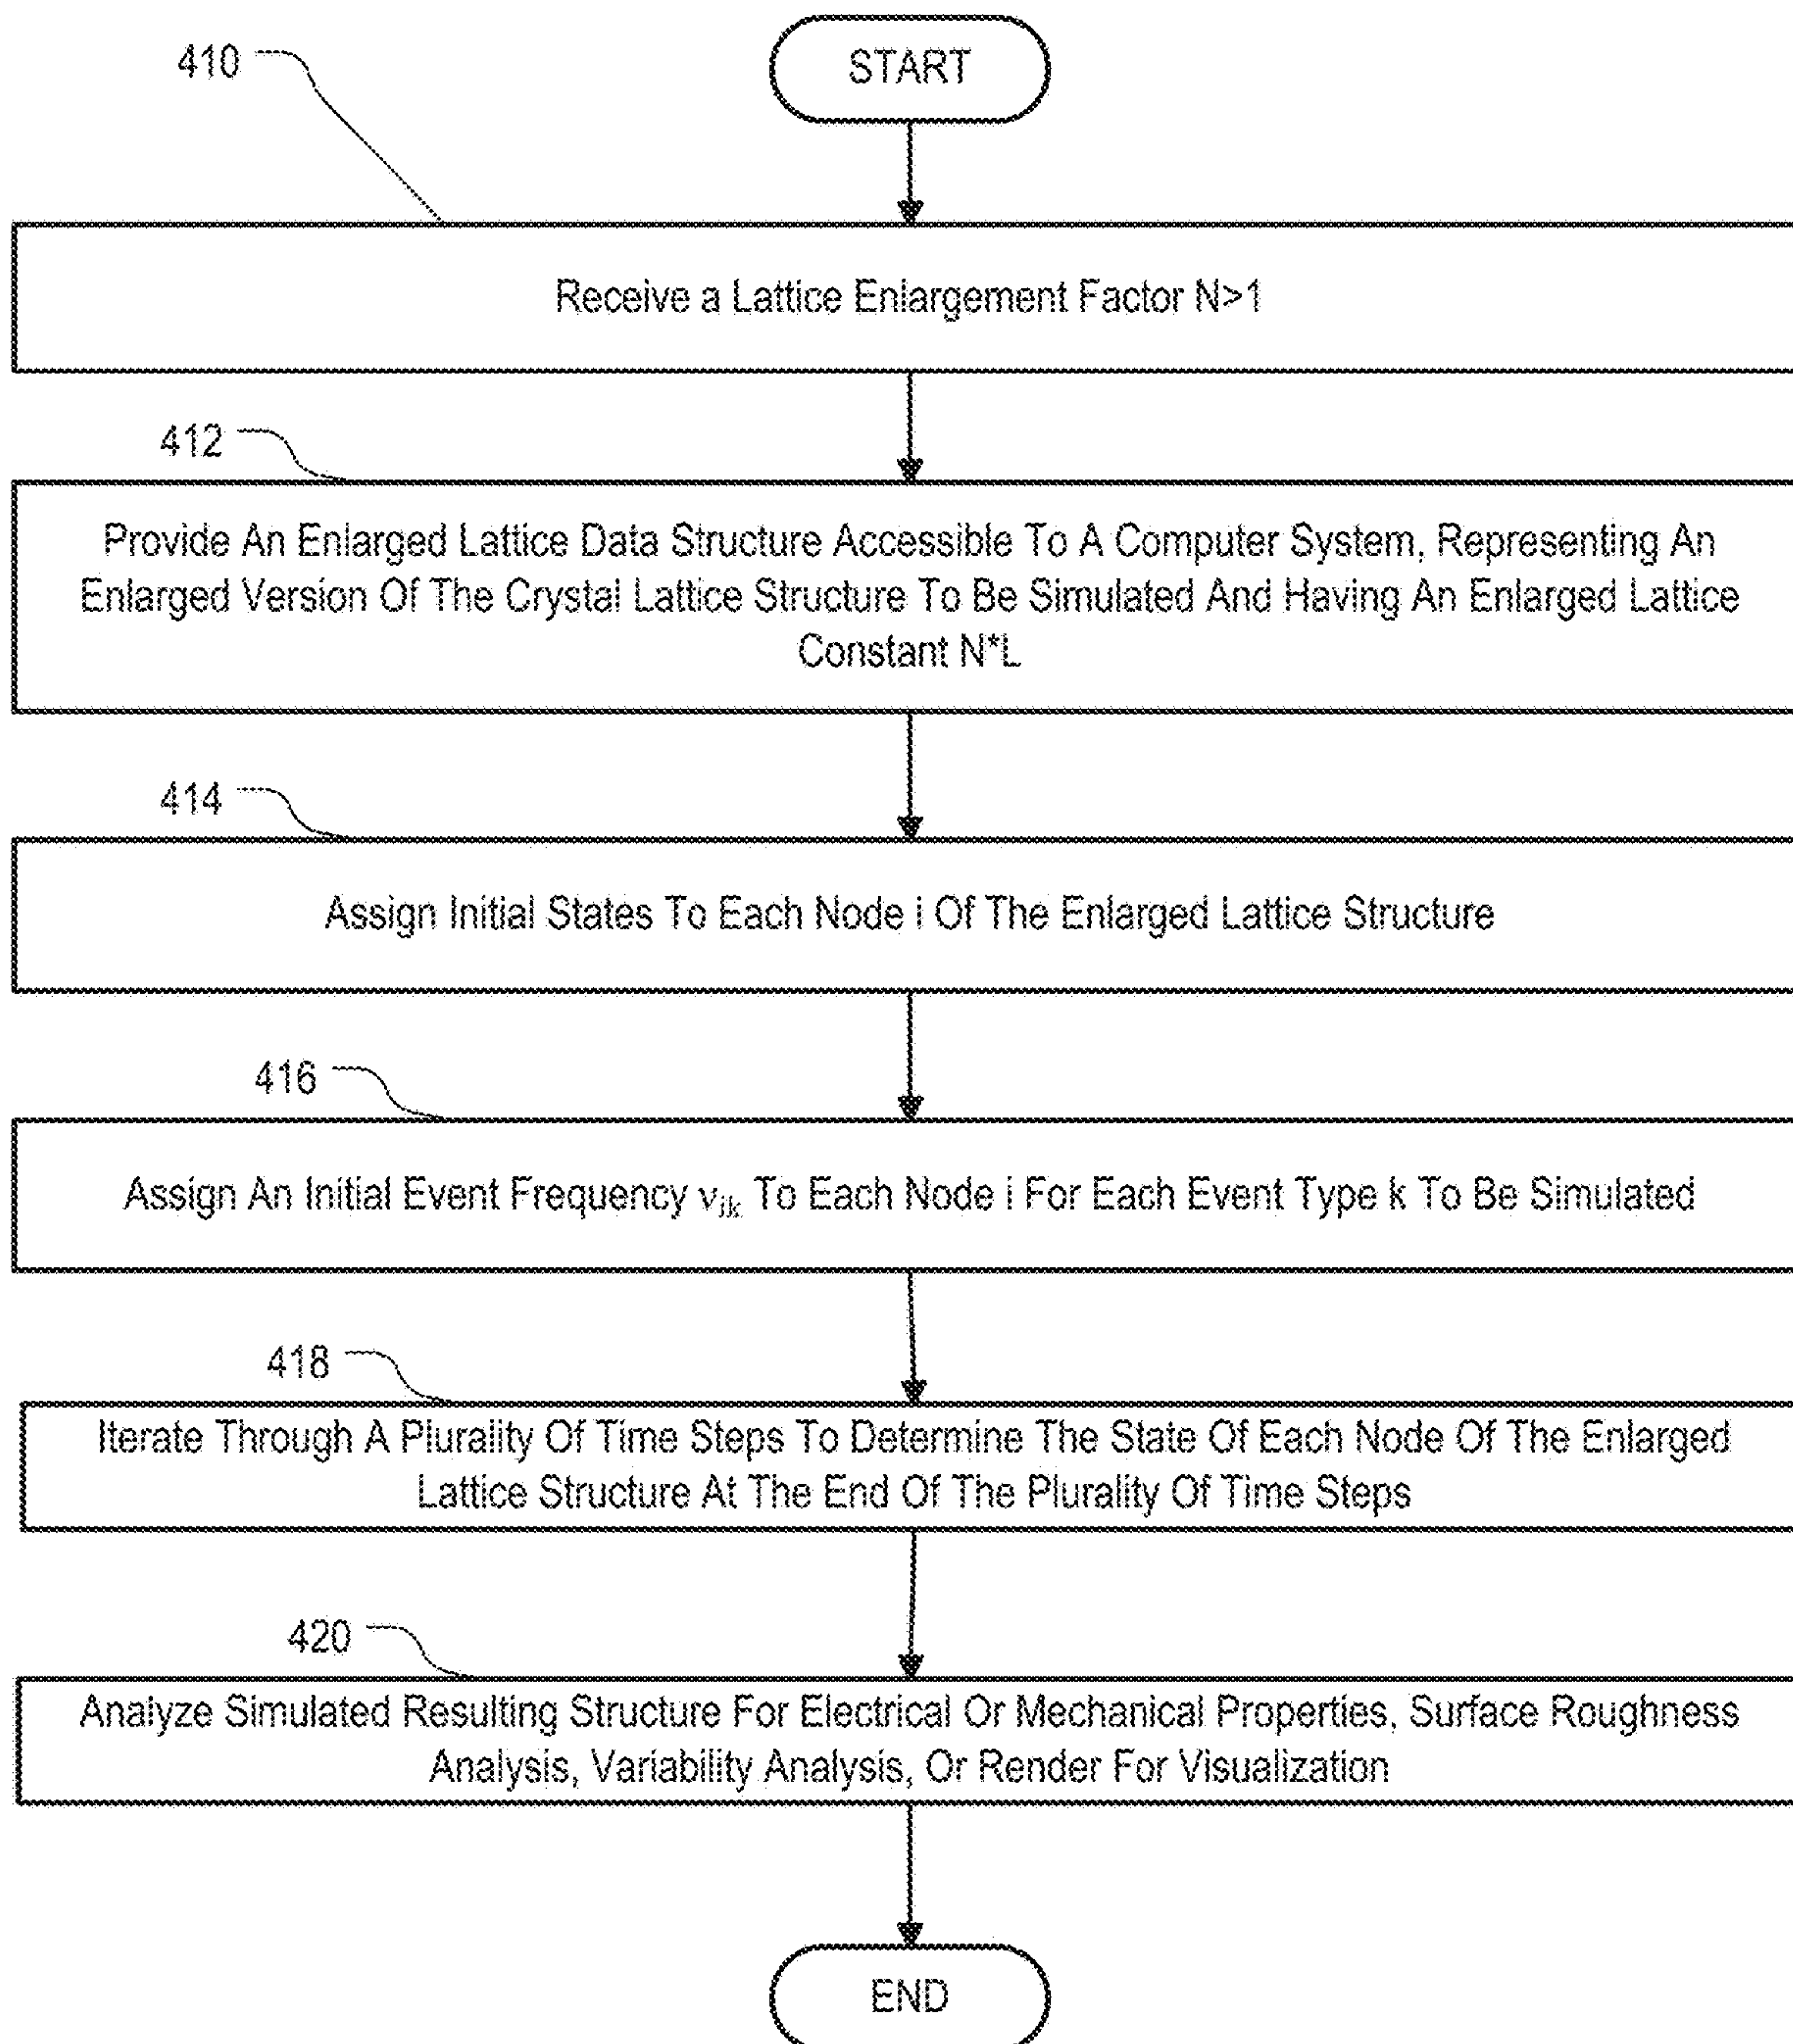 START
410
Receive a Lattice Enlargement Factor N>1
412
Provide An Enlarged Lattice Data Structure Accessible To A Computer System, Representing An
Enlarged Version Of The Crystal Lattice Structure To Be Simulated And Having An Enlarged Lattice
Constant N*L
414
Assign Initial States To Each Node i Of The Enlarged Lattice Structure
416
Assign An Initial Event Frequency νik To Each Node i For Each Event Type k To Be Simulated
418
Iterate Through A Plurality Of Time Steps To Determine The State Of Each Node Of The Enlarged
Lattice Structure At The End Of The Plurality Of Time Steps
420
Analyze Simulated Resulting Structure For Electrical Or Mechanical Properties, Surface Roughness
Analysis, Variability Analysis, Or Render For Visualization
END